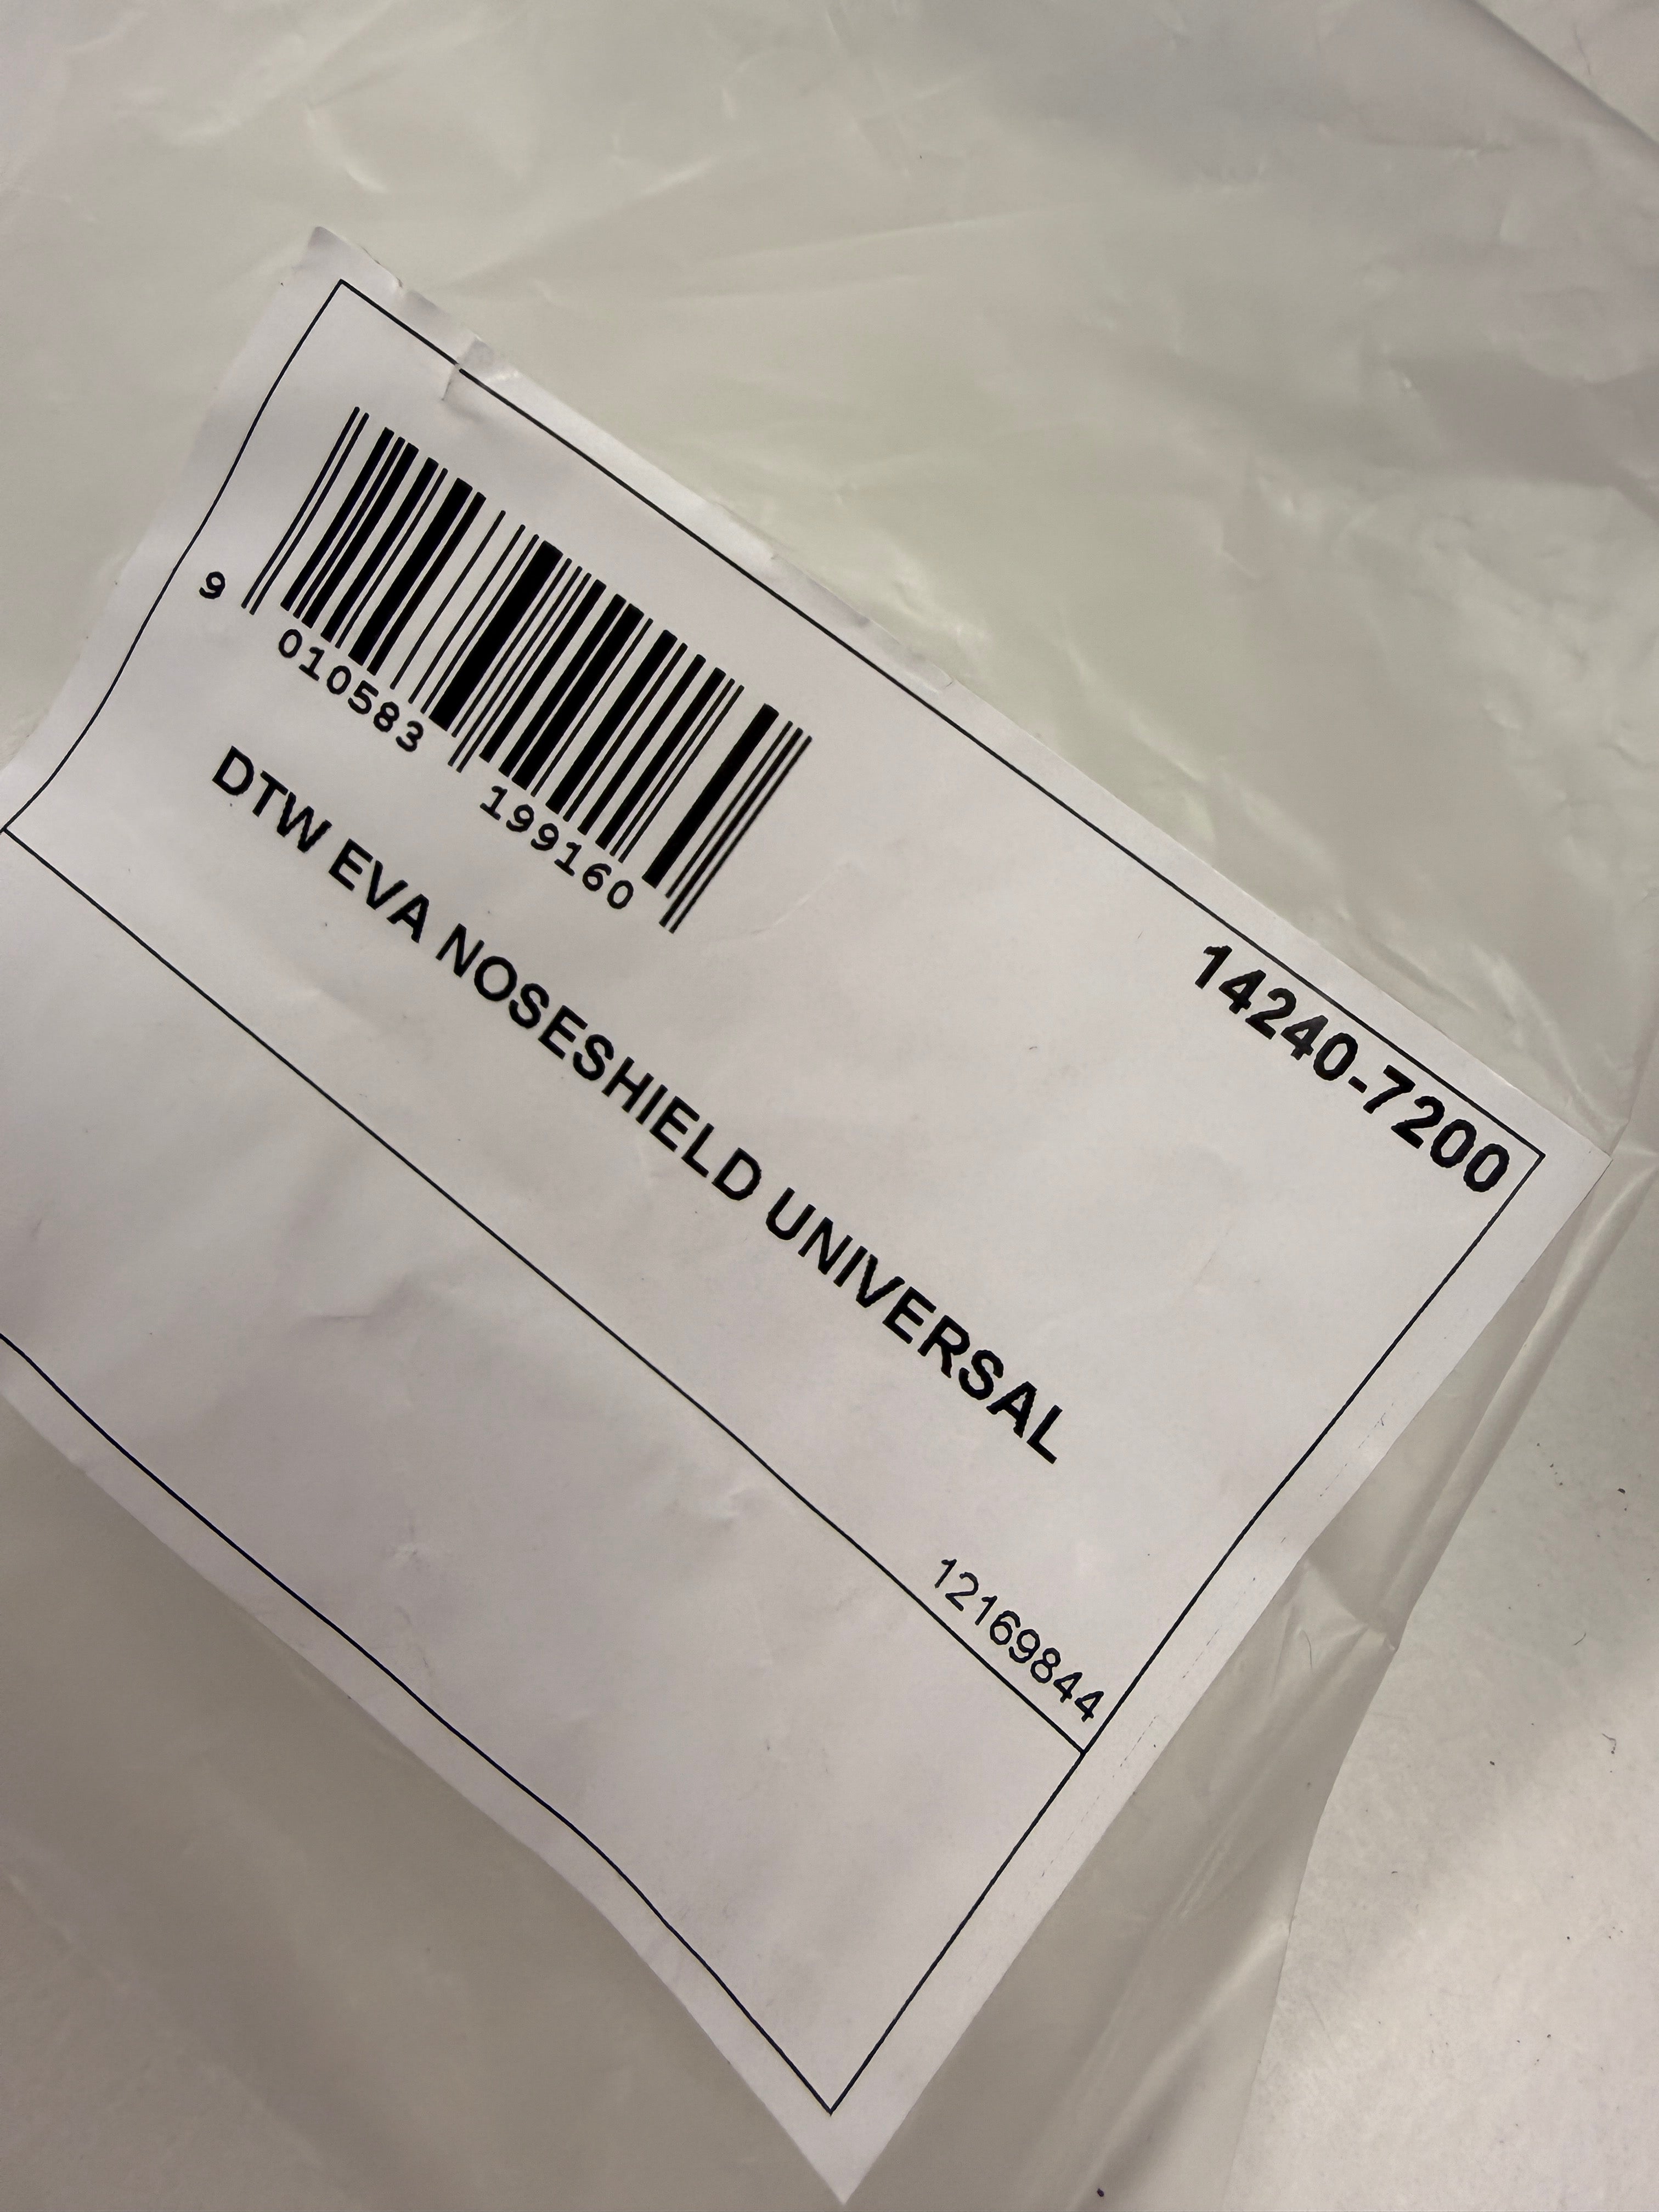 14240-7200
9 010583 199160
DTW EVA NOSESHIELD UNIVERSAL
12169844